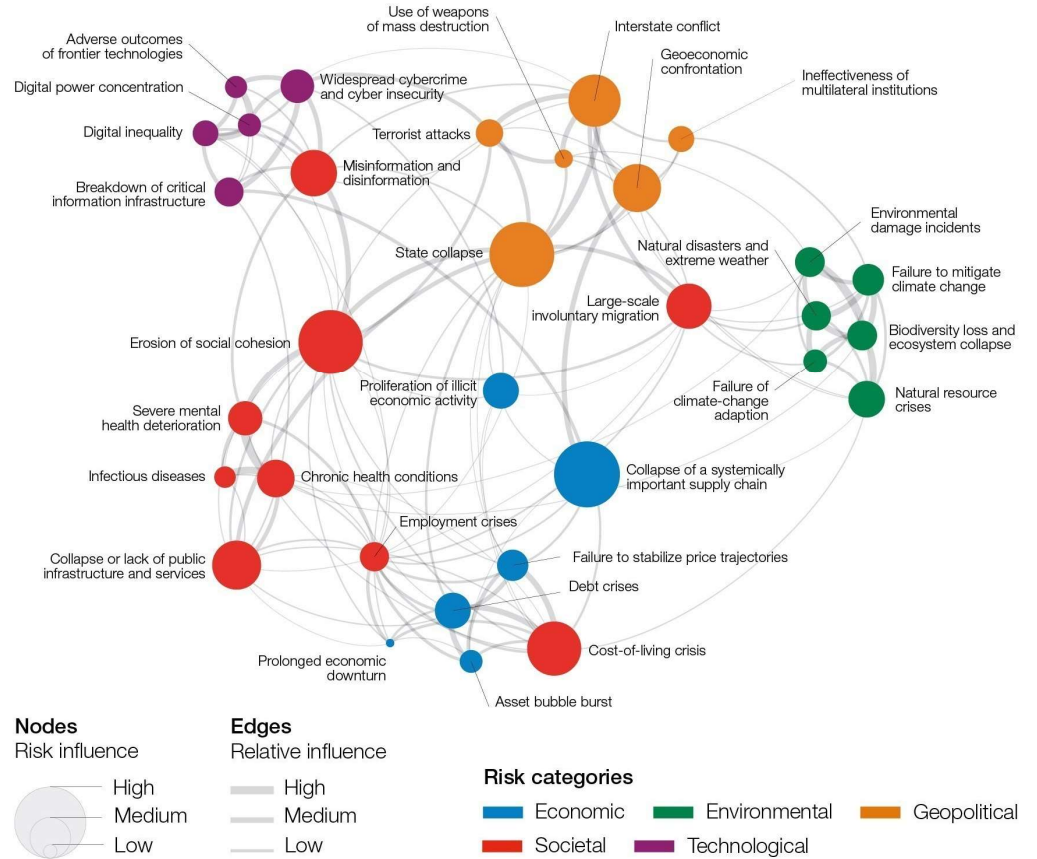 Use of weapons
of mass destruction
Interstate conflict
Adverse outcomes
of frontier technologies
Geoeconomic
confrontation
Ineffectiveness of
multilateral institutions
Digital power concentration
Widespread cybercrime
and cyber insecurity
Digital inequality
Terrorist attacks
Misinformation and
disinformation
Breakdown of critical
information infrastructure
Environmental
damage incidents
State collapse
Natural disasters and
extreme weather
Failure to mitigate
climate change
Large-scale
involuntary migration
Biodiversity loss and
ecosystem collapse
Erosion of social cohesion
Proliferation of illicit
economic activity
Failure of
climate-change
adaption
Natural resource
crises
Severe mental
health deterioration
Infectious diseases
Chronic health conditions
Collapse of a systemically
important supply chain
Employment crises
Collapse or lack of public
infrastructure and services
Failure to stabilize price trajectories
Debt crises
Cost-of-living crisis
Prolonged economic
downturn
Asset bubble burst
Nodes
Risk influence
High
Medium
Low
Edges
Relative influence
High
Medium
Low
Risk categories
Economic
Environmental
Geopolitical
Societal
Technological